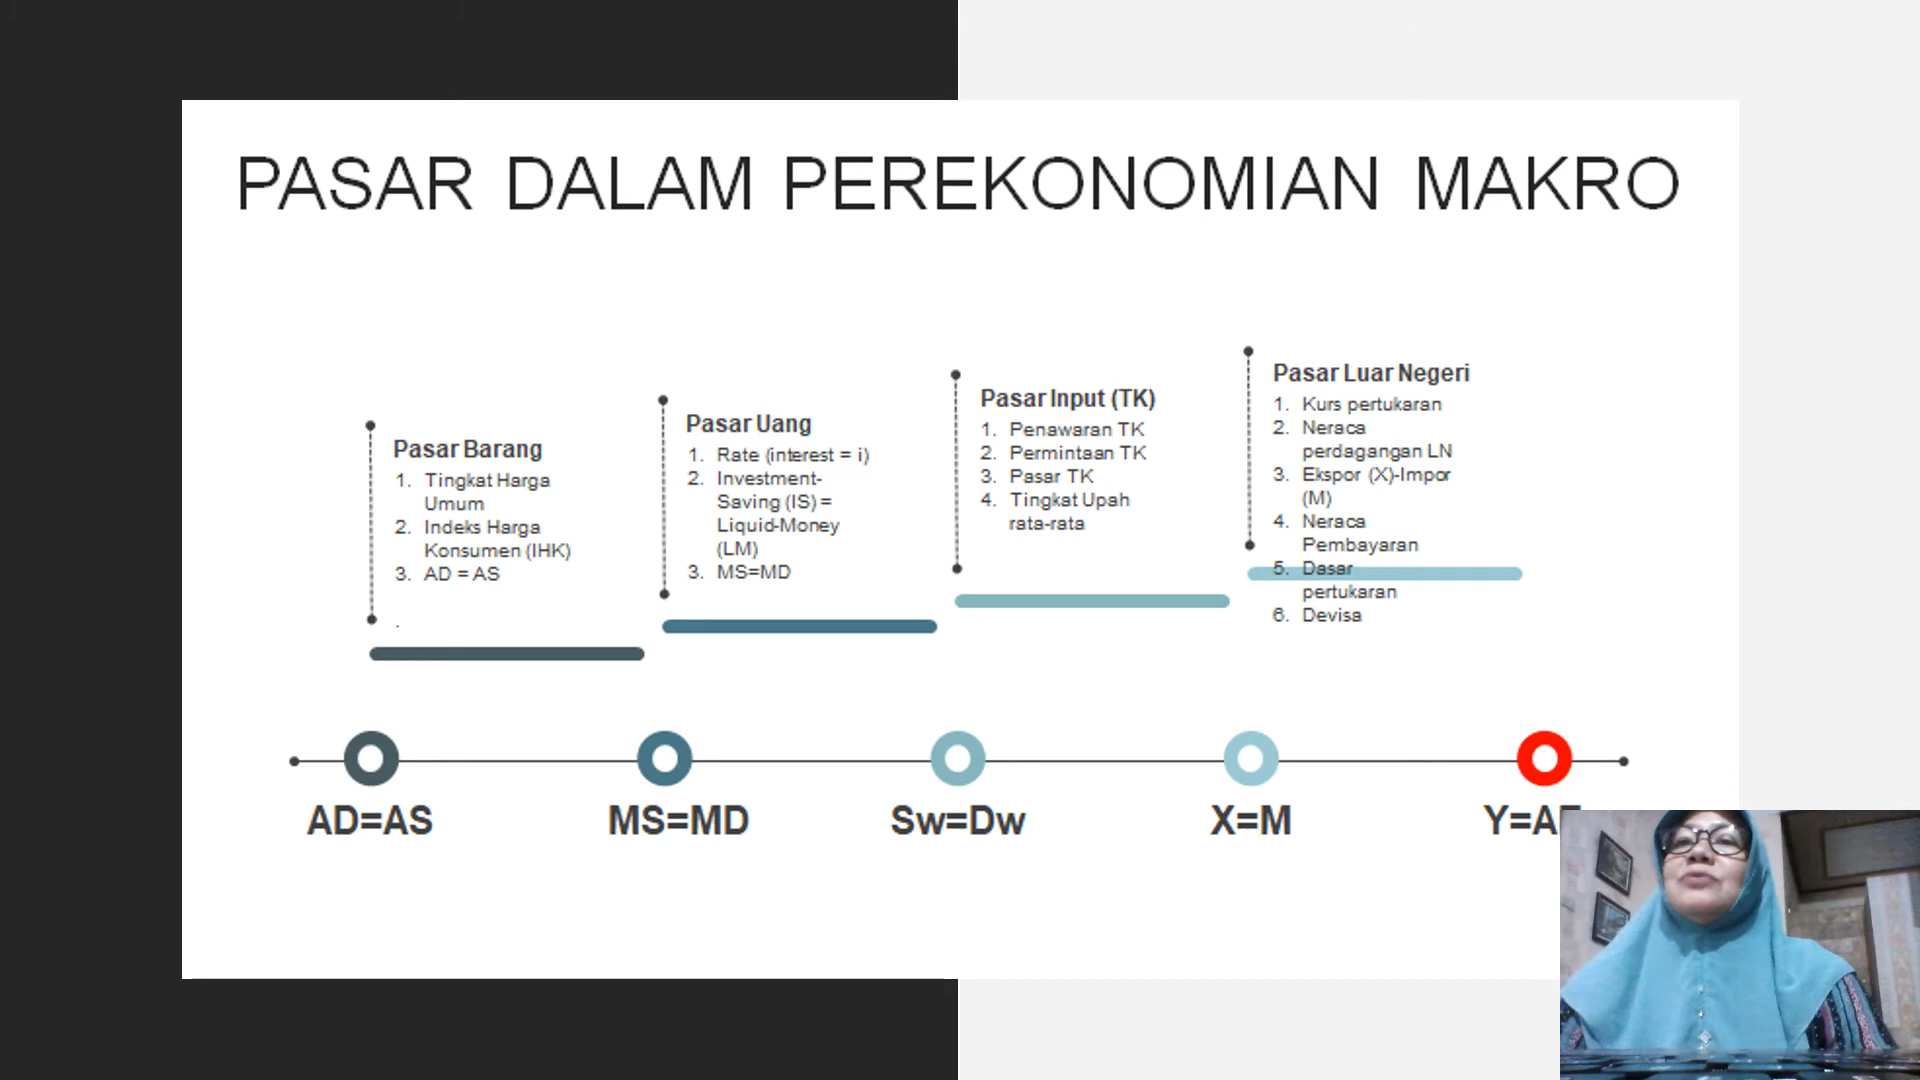 PASAR DALAM PEREKONOMIAN MAKRO
Pasar Barang
1. Tingkat Harga
Umum
2. Indeks Harga
Konsumen (IHK)
3. AD = AS
.
Pasar Uang
1. Rate (interest = i)
2. Investment-
Saving (IS) =
Liquid-Money
(LM)
3. MS=MD
Pasar Input (TK)
1. Penawaran TK
2. Permintaan TK
3. Pasar TK
4. Tingkat Upah
rata-rata
Pasar Luar Negeri
1. Kurs pertukaran
2. Neraca
perdagangan LN
3. Ekspor (X)-Impor
(M)
4. Neraca
Pembayaran
5. Dasar
pertukaran
6. Devisa
AD=AS
MS=MD
Sw=Dw
X=M
Y=A